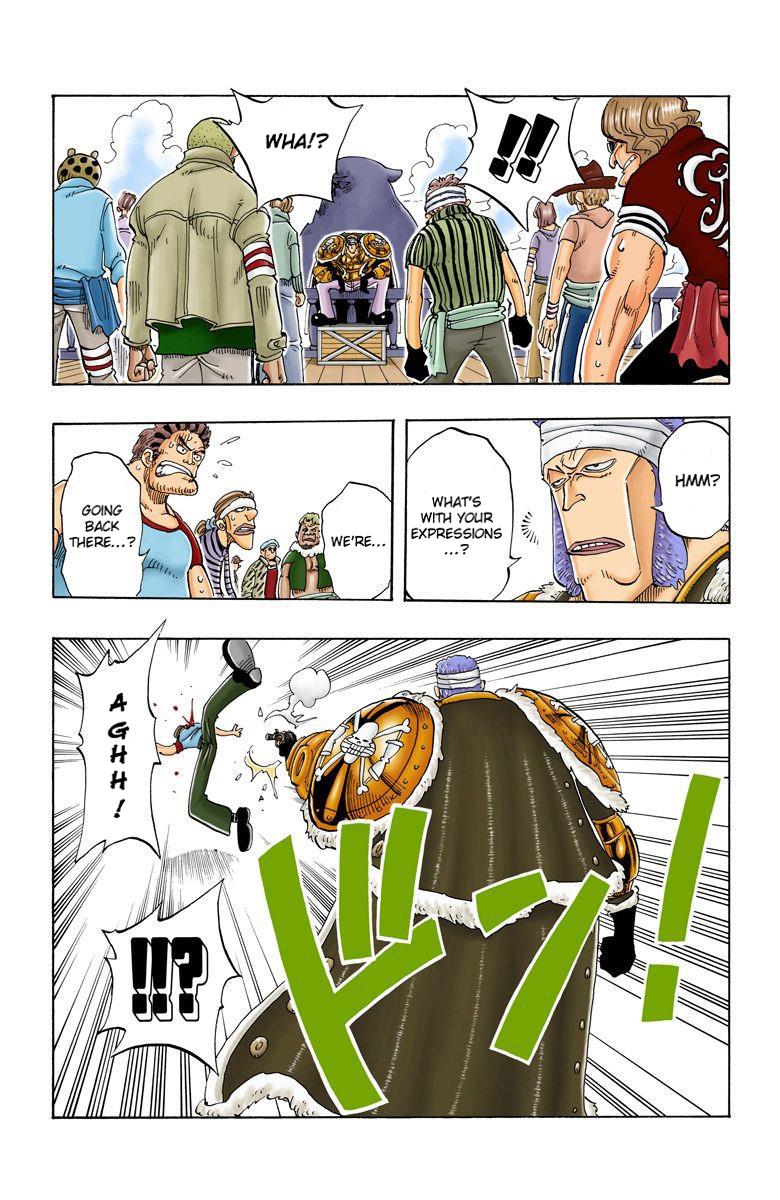 !!
WHA!?
HMM?
WHAT'S
WITH YOUR
EXPRESSIONS
...?
WE'RE...
GOING
BACK
THERE...?
AGHH!
ドン!
!!?